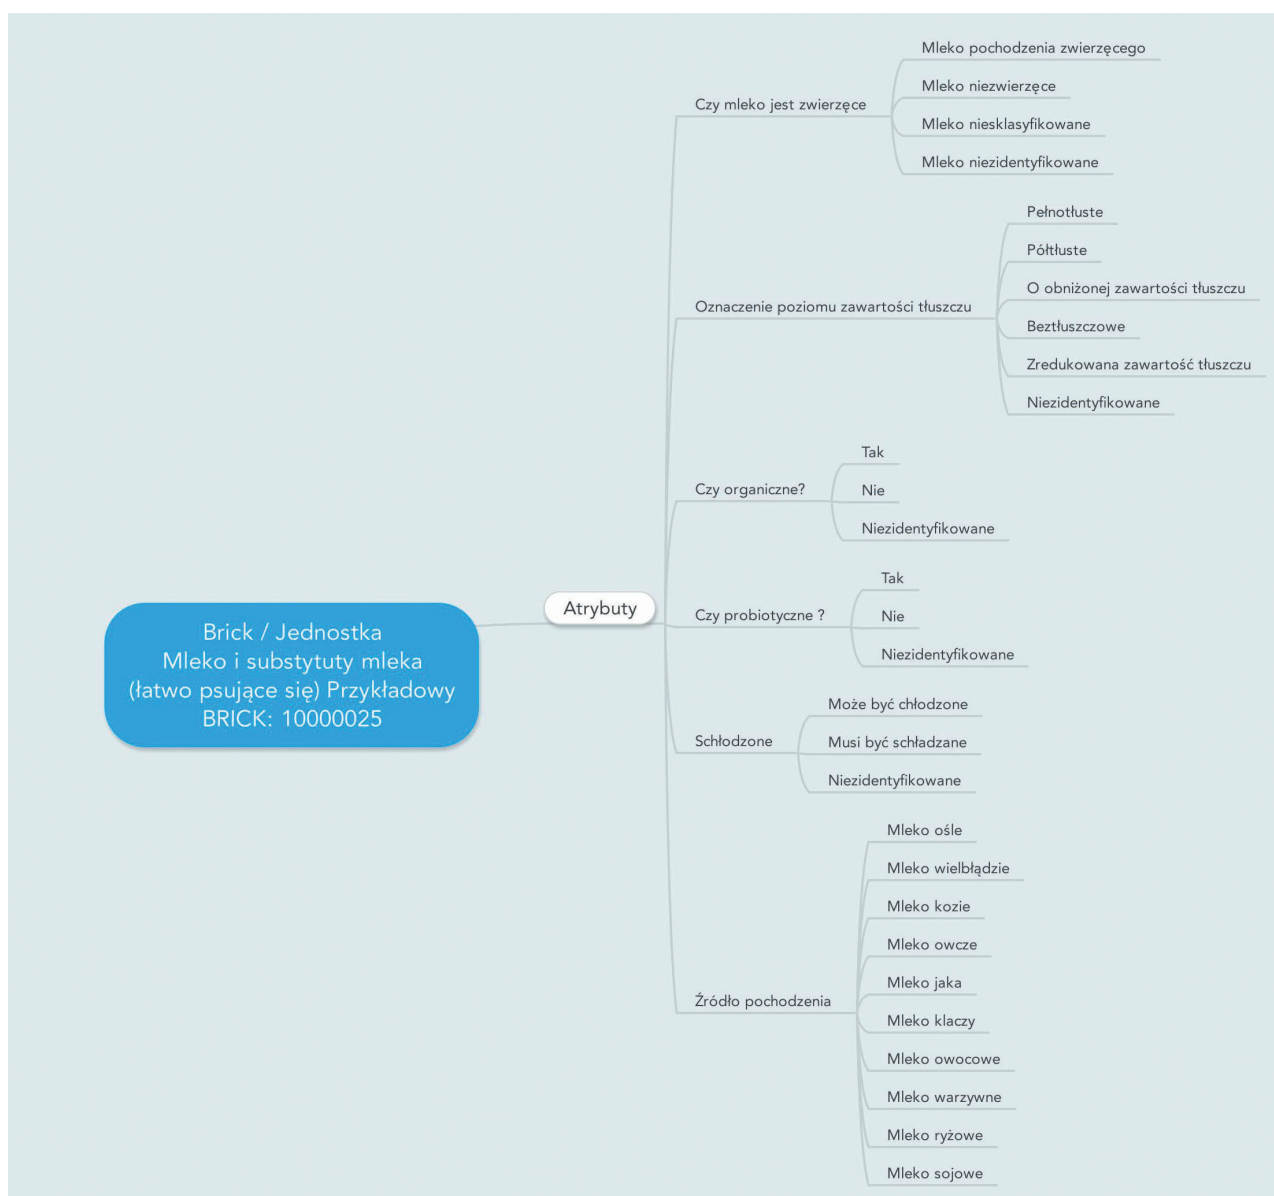 Brick / Jednostka
Mleko i substytuty mleka
(łatwo psujące się) Przykładowy
BRICK: 10000025
Atrybuty
Czy mleko jest zwierzęce
Mleko pochodzenia zwierzęcego
Mleko niezwierzęce
Mleko niesklasyfikowane
Mleko niezidentyfikowane
Oznaczenie poziomu zawartości tłuszczu
Pełnotłuste
Półtłuste
O obniżonej zawartości tłuszczu
Beztłuszczowe
Zredukowana zawartość tłuszczu
Niezidentyfikowane
Czy organiczne?
Tak
Nie
Niezidentyfikowane
Czy probiotyczne ?
Tak
Nie
Niezidentyfikowane
Schłodzone
Może być chłodzone
Musi być schładzane
Niezidentyfikowane
Źródło pochodzenia
Mleko ośle
Mleko wielbłądzie
Mleko kozie
Mleko owcze
Mleko jaka
Mleko klaczy
Mleko owocowe
Mleko warzywne
Mleko ryżowe
Mleko sojowe